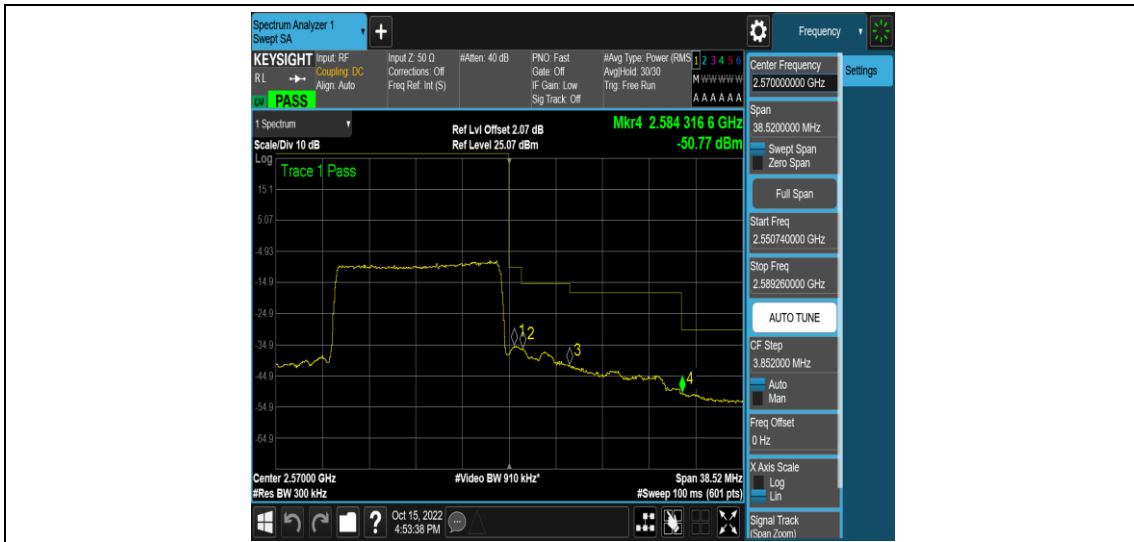 Spectrum Analyzer 1
Swept SA
+
Frequency
KEYSIGHT
RL
LXI
PASS
Input: RF
Coupling: DC
Align: Auto
Input Z: 50 Ω
Corrections: Off
Freq Ref: Int (S)
#Atten: 40 dB
PNO: Fast
Gate: Off
IF Gain: Low
Sig Track: Off
#Avg Type: Power (RMS
Avg|Hold: 30/30
Trig: Free Run
1 2 3 4 5 6
M W W W W W
A A A A A A
Center Frequency
2.570000000 GHz
Settings
Span
38.5200000 MHz
Swept Span
Zero Span
Full Span
Start Freq
2.550740000 GHz
Stop Freq
2.589260000 GHz
AUTO TUNE
CF Step
3.852000 MHz
Auto
Man
Freq Offset
0 Hz
X Axis Scale
Log
Lin
Signal Track
(Span Zoom)
1 Spectrum
Scale/Div 10 dB
Ref Lvl Offset 2.07 dB
Ref Level 25.07 dBm
Mkr4 2.584 316 6 GHz
-50.77 dBm
Log
Trace 1 Pass
15.1
5.07
-4.93
-14.9
-24.9
-34.9
-44.9
-54.9
-64.9
1
2
3
4
Center 2.57000 GHz
#Res BW 300 kHz
#Video BW 910 kHz*
Span 38.52 MHz
#Sweep 100 ms (601 pts)
?
Oct 15, 2022
4:53:38 PM